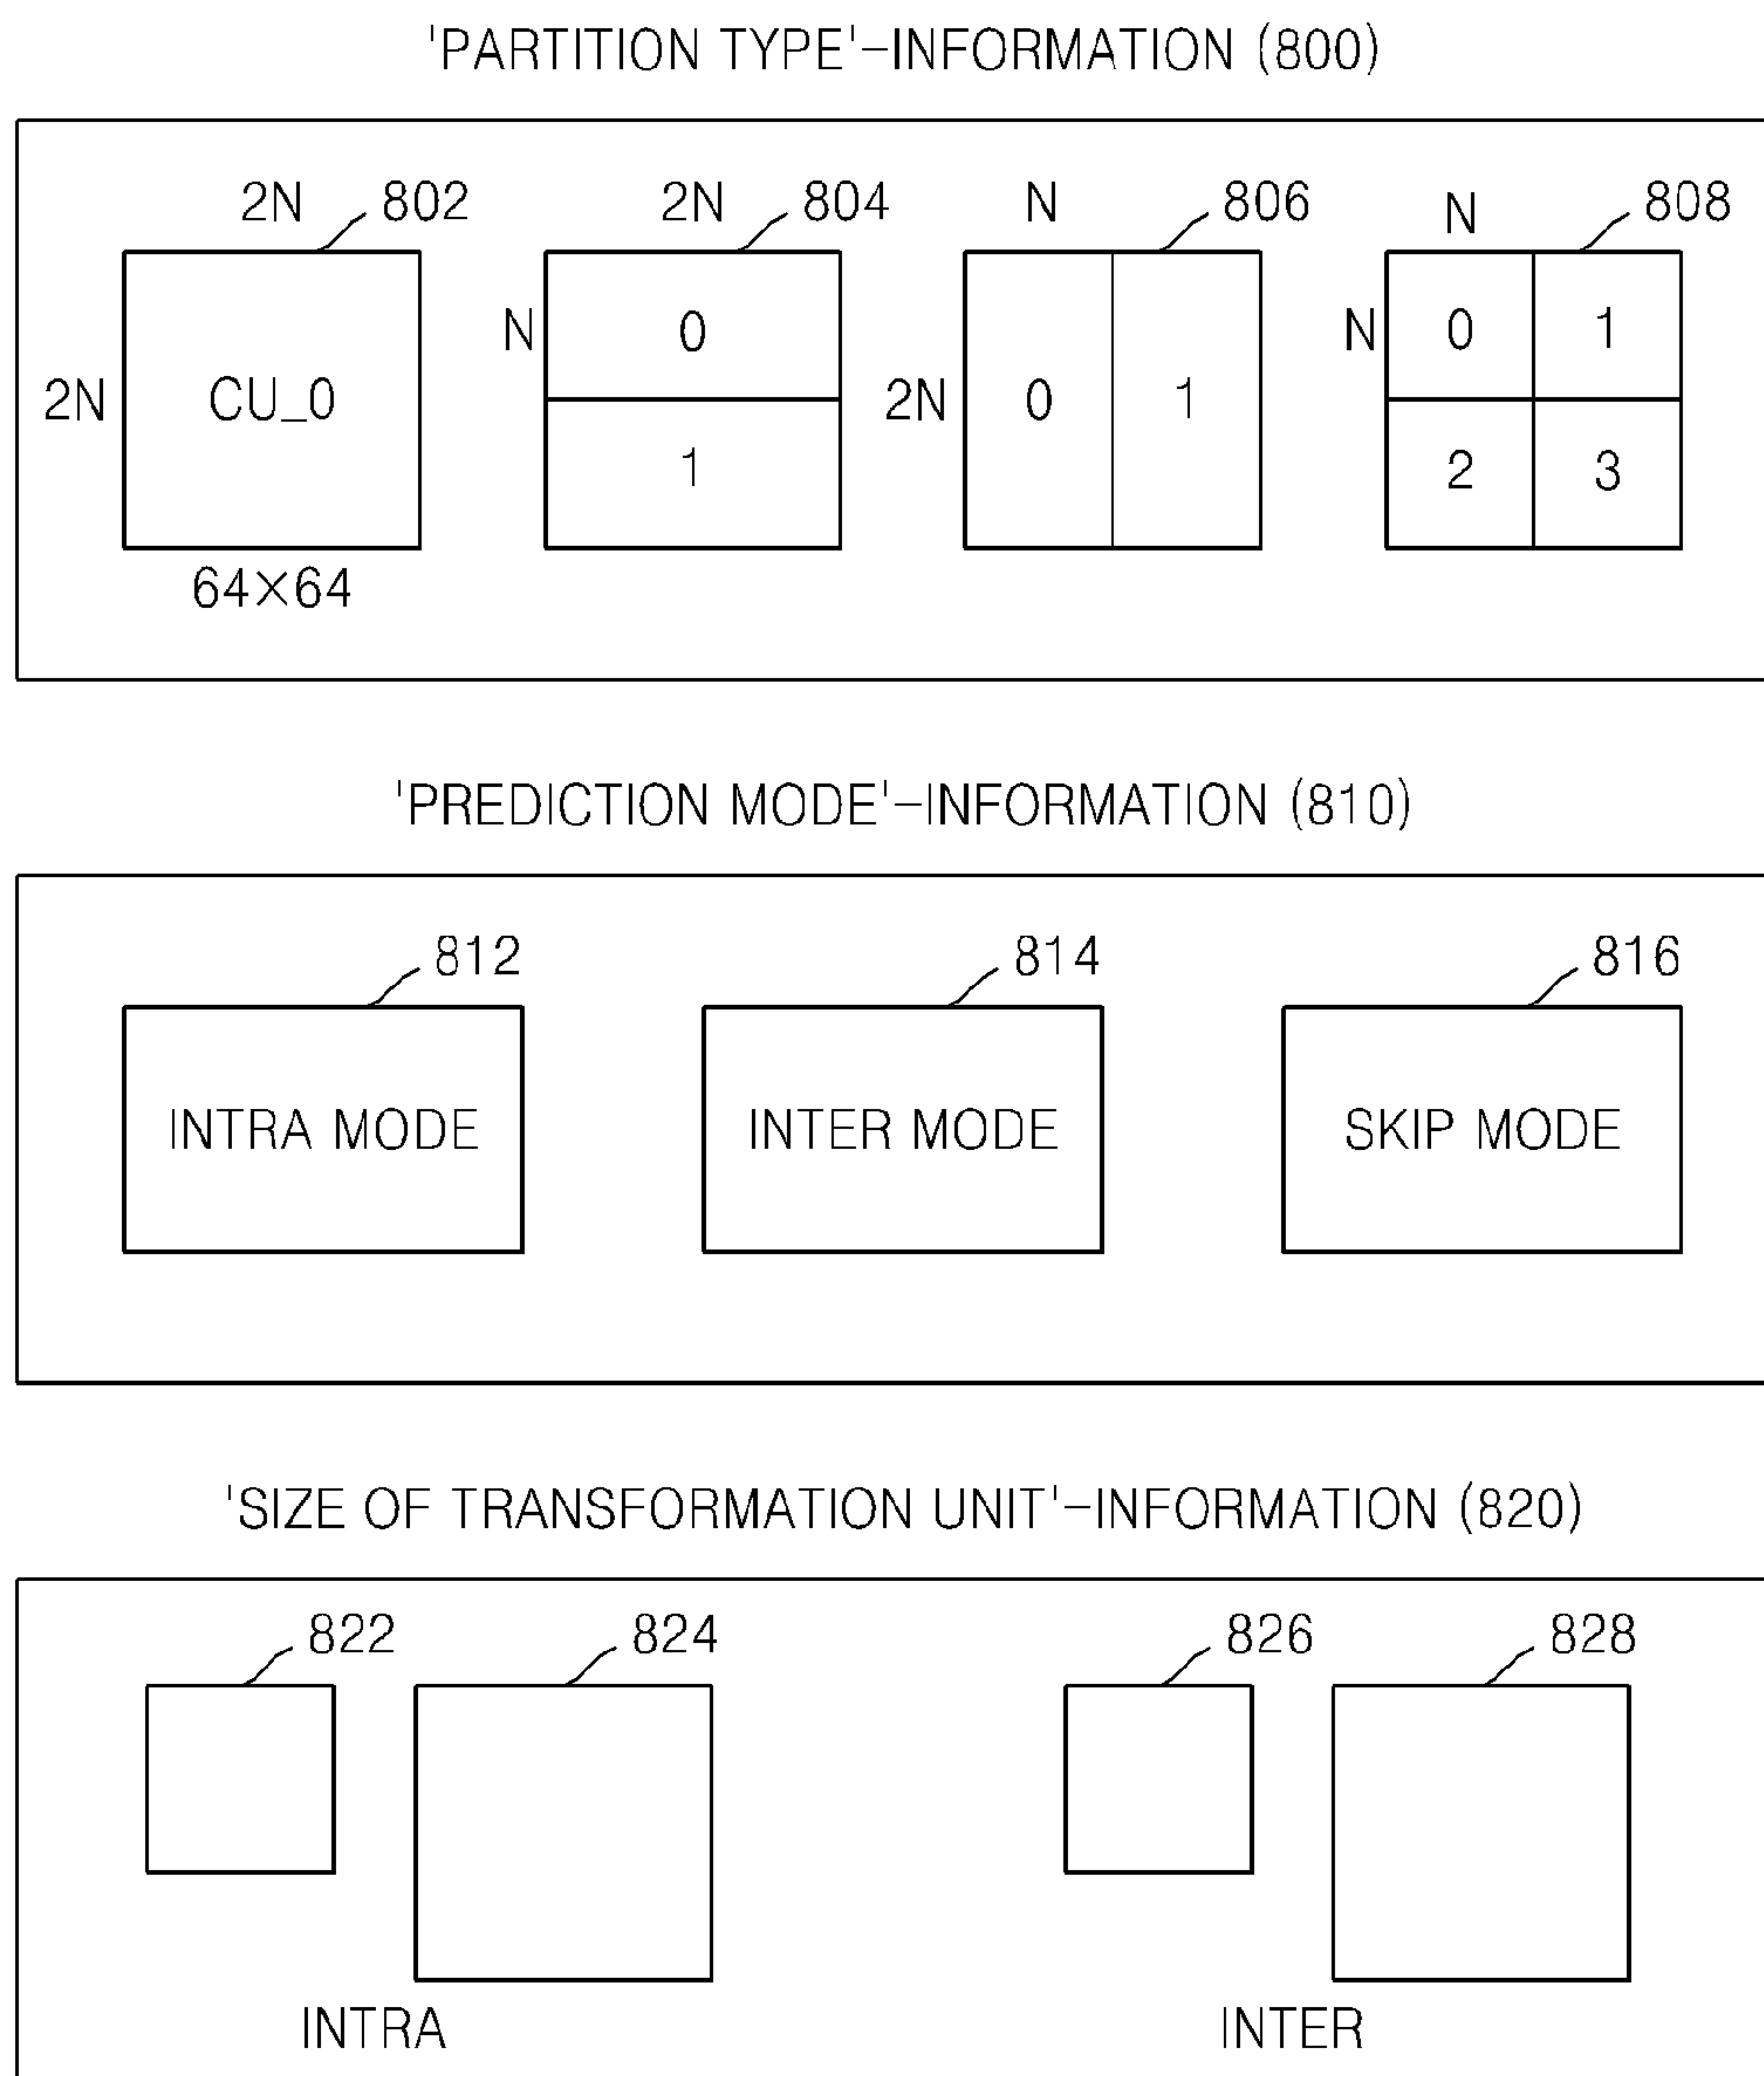 'PARTITION TYPE'-INFORMATION (800)
2N 802 2N 804 N 806 N 808
2N CU_0 N 0 1 2N 0 1 N 0 1 2 3
64×64
'PREDICTION MODE'-INFORMATION (810)
812 814 816
INTRA MODE INTER MODE SKIP MODE
'SIZE OF TRANSFORMATION UNIT'-INFORMATION (820)
822 824 826 828
INTRA INTER